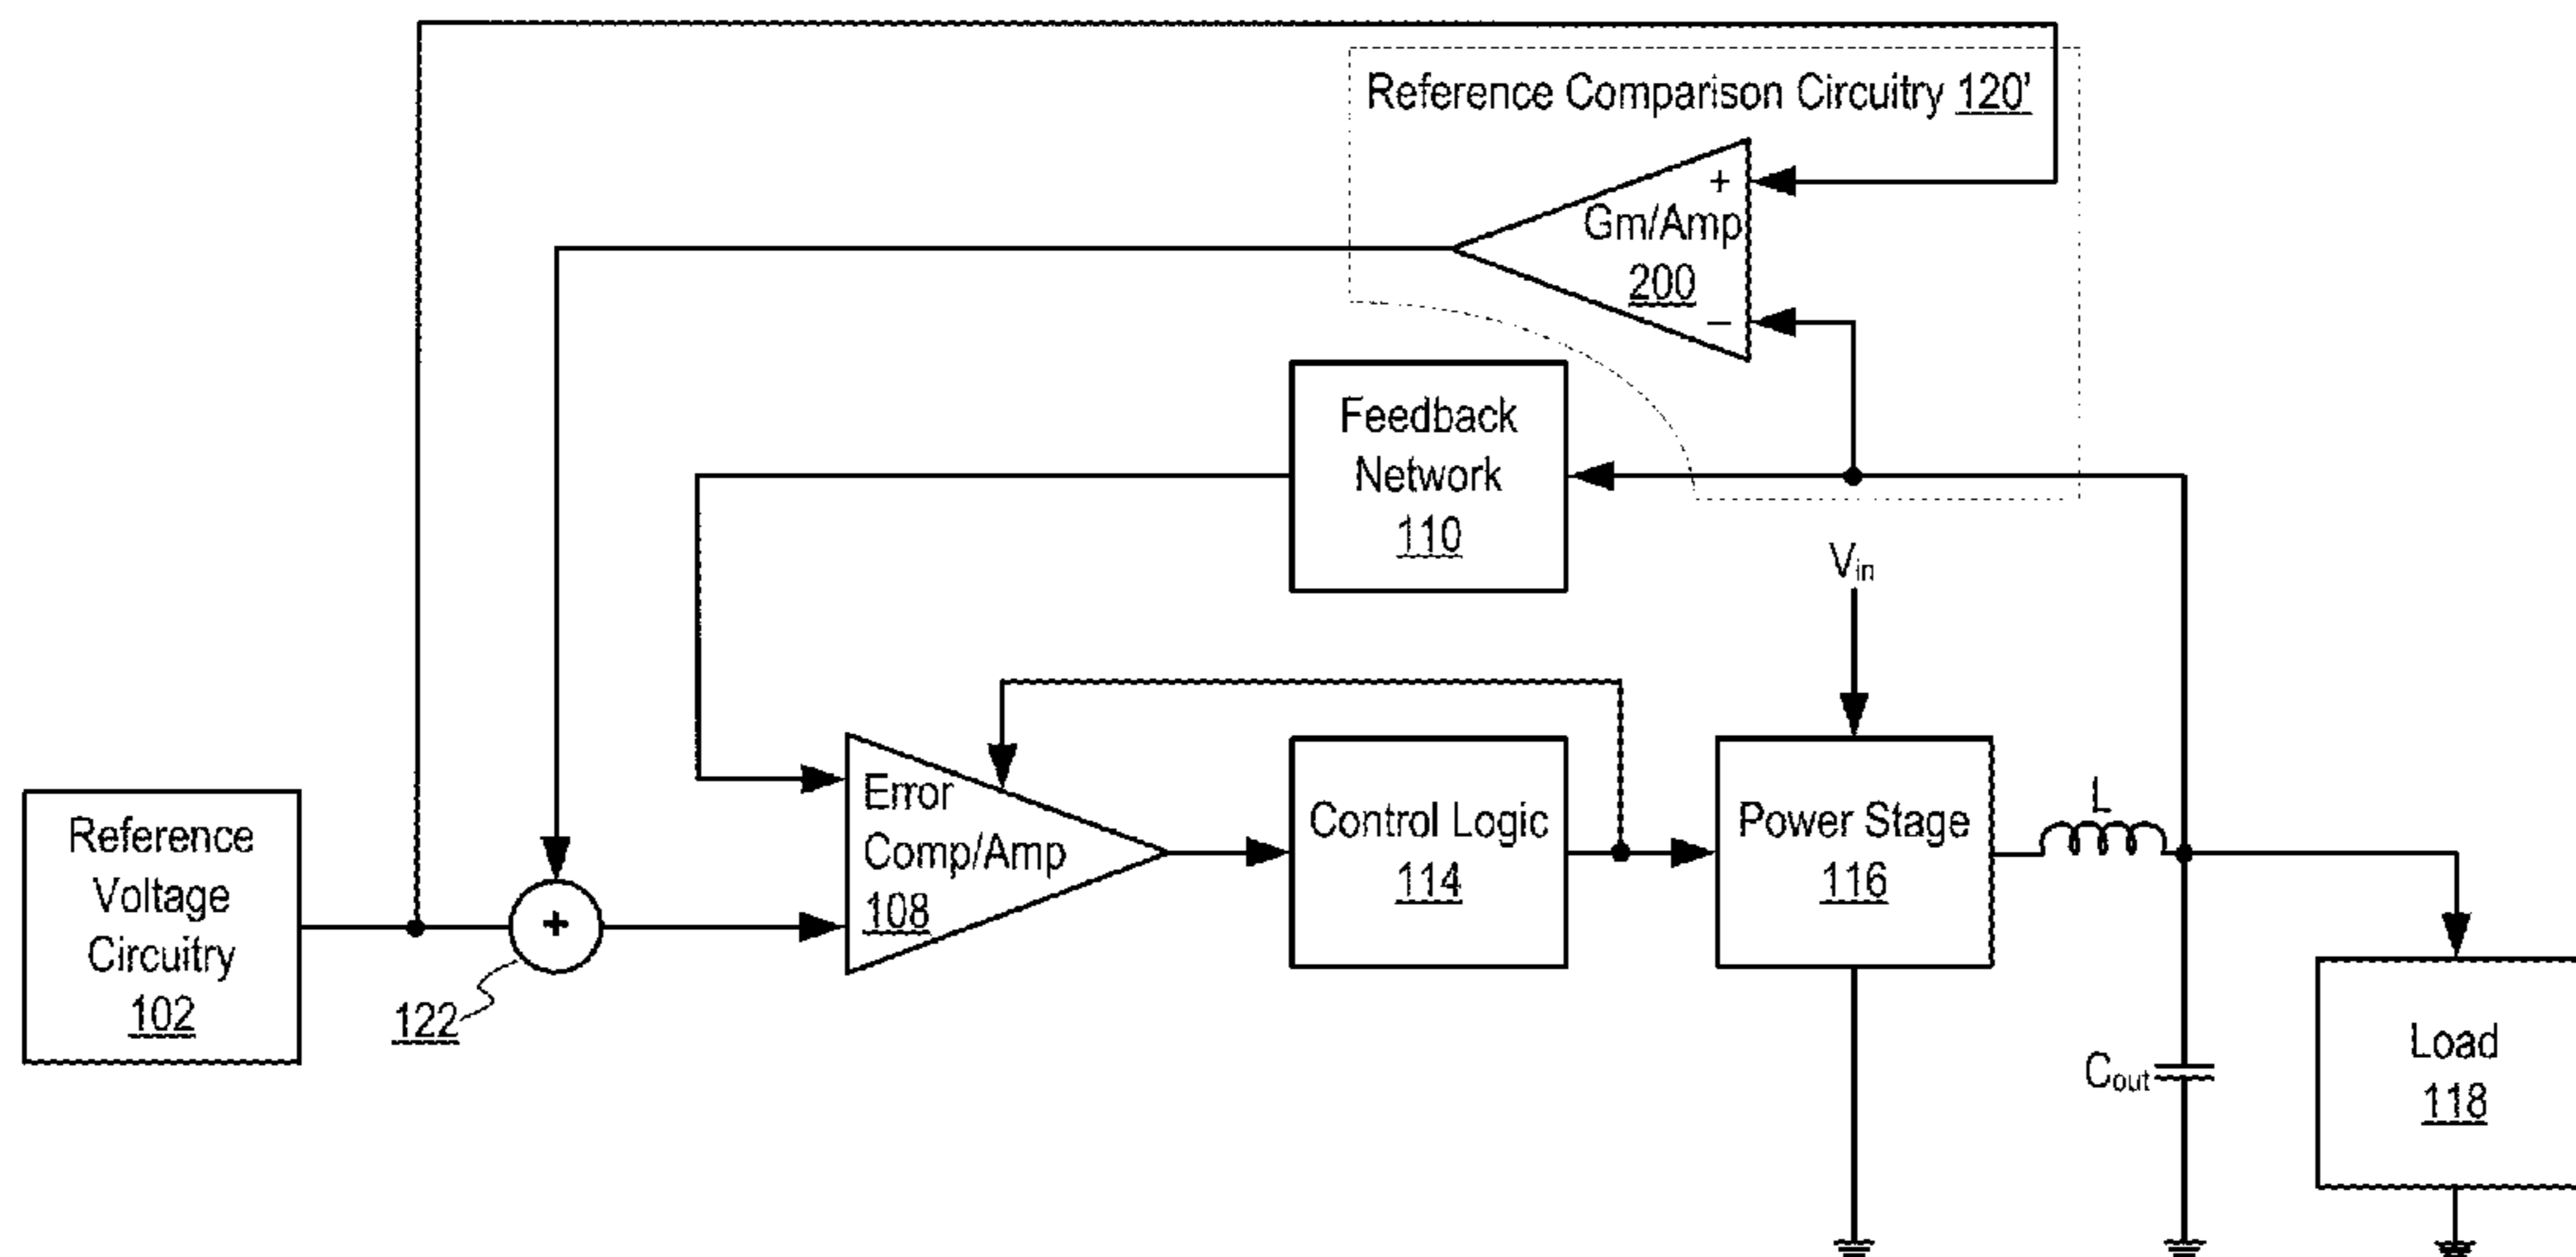 Reference Comparison Circuitry 120'
+
Gm/Amp
200
–
Feedback
Network
110
Vin
Error
Comp/Amp
108
Control Logic
114
Power Stage
116
L
Reference
Voltage
Circuitry
102
+
122
Cout
Load
118